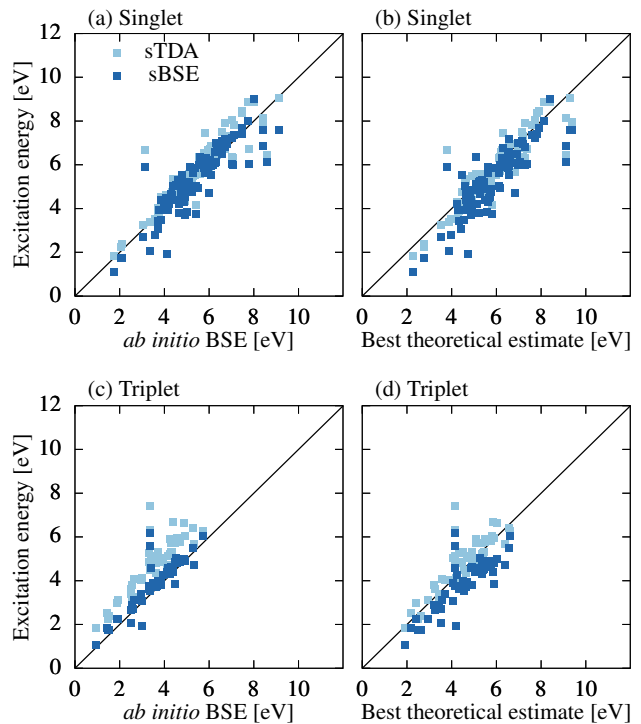 (a) Singlet
(b) Singlet
sTDA
sBSE
Excitation energy [eV]
12
10
8
6
4
2
0
0 2 4 6 8 10
0 2 4 6 8 10 12
ab initio BSE [eV]
Best theoretical estimate [eV]
(c) Triplet
(d) Triplet
Excitation energy [eV]
12
10
8
6
4
2
0
0 2 4 6 8 10
0 2 4 6 8 10 12
ab initio BSE [eV]
Best theoretical estimate [eV]